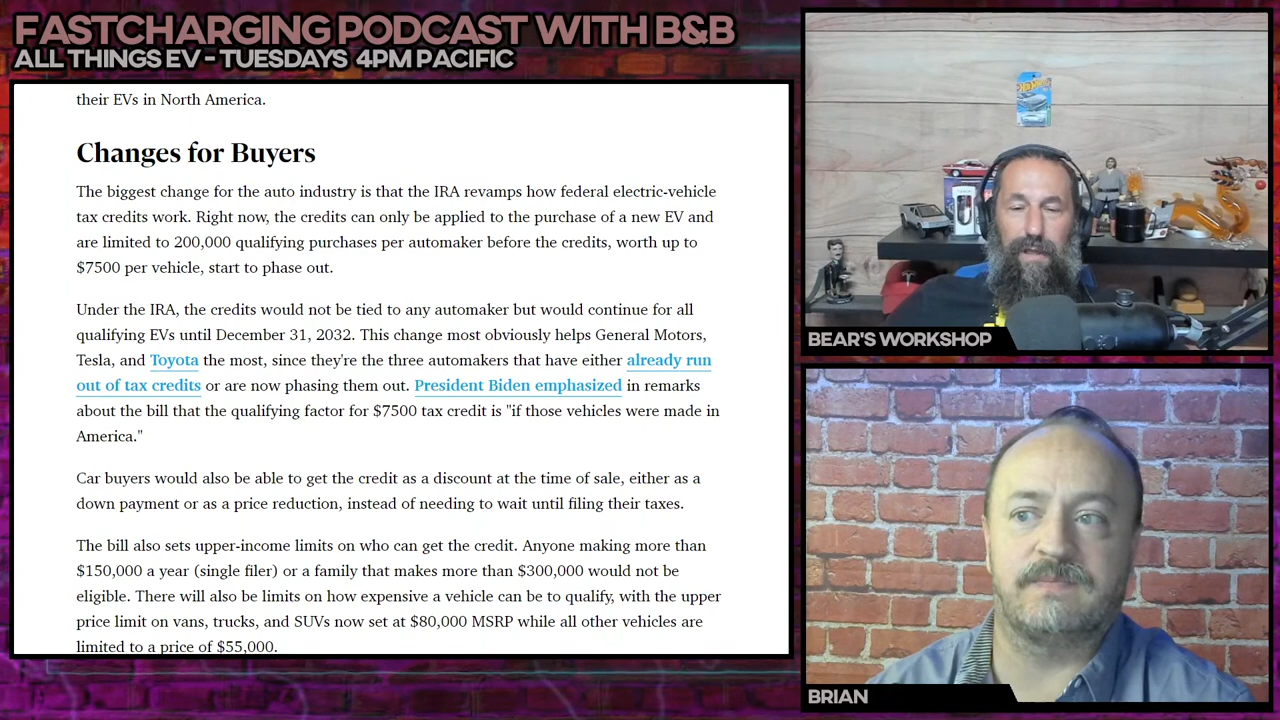 FASTCHARGING PODCAST WITH B&B
ALL THINGS EV - TUESDAYS 4PM PACIFIC
their EVs in North America.
Changes for Buyers
The biggest change for the auto industry is that the IRA revamps how federal electric-vehicle
tax credits work. Right now, the credits can only be applied to the purchase of a new EV and
are limited to 200,000 qualifying purchases per automaker before the credits, worth up to
$7500 per vehicle, start to phase out.
Under the IRA, the credits would not be tied to any automaker but would continue for all
qualifying EVs until December 31, 2032. This change most obviously helps General Motors,
Tesla, and Toyota the most, since they're the three automakers that have either already run
out of tax credits or are now phasing them out. President Biden emphasized in remarks
about the bill that the qualifying factor for $7500 tax credit is "if those vehicles were made in
America."
Car buyers would also be able to get the credit as a discount at the time of sale, either as a
down payment or as a price reduction, instead of needing to wait until filing their taxes.
The bill also sets upper-income limits on who can get the credit. Anyone making more than
$150,000 a year (single filer) or a family that makes more than $300,000 would not be
eligible. There will also be limits on how expensive a vehicle can be to qualify, with the upper
price limit on vans, trucks, and SUVs now set at $80,000 MSRP while all other vehicles are
limited to a price of $55,000.
BEAR'S WORKSHOP
BRIAN